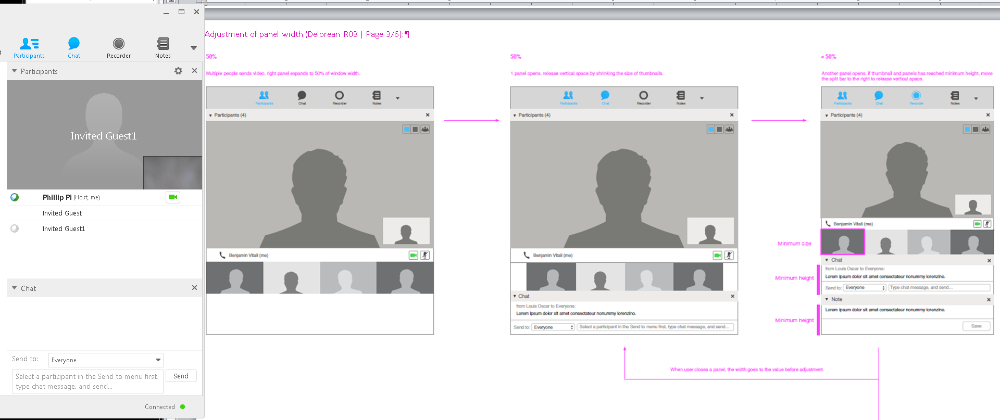 Participants
Chat
Recorder
Notes
Participants
Invited Guest1
Phillip Pi (Host, me)
Invited Guest
Invited Guest1
Chat
Send to:
Everyone
Select a participant in the Send to menu first,
type chat message, and send...
Send
Connected
Adjustment of panel width (Delorean R03 | Page 3/6):¶
50%
Multiple people sends video, right panel expands to 50% of window width.
Participants
Chat
Recorder
Notes
Participants (4)
Benjamin Vitali (me)
50%
1 panel opens, release vertical space by shrinking the size of thumbnails.
Participants
Chat
Recorder
Notes
Participants (4)
Benjamin Vitali (me)
Chat
from Louis Oscar to Everyone:
Lorem ipsum dolor sit amet consectateur nonummy lorenzino.
Send to:
Everyone
Select a participant in the Send to menu first, type chat message, and send...
< 50%
Another panel opens, if thumbnail and panels has reached minimum height, move
the split bar to the right to release vertical space.
Participants
Chat
Recorder
Notes
Participants (4)
Benjamin Vitali (me)
Minimum size
Chat
from Louis Oscar to Everyone:
Lorem ipsum dolor sit amet consectateur nonummy lorenzino.
Minimum height
Send to:
Everyone
Type chat message, and send...
Note
Lorem ipsum dolor sit amet consectateur nonummy lorenzino.
Minimum height
Save
When user closes a panel, the width goes to the value before adjustment.